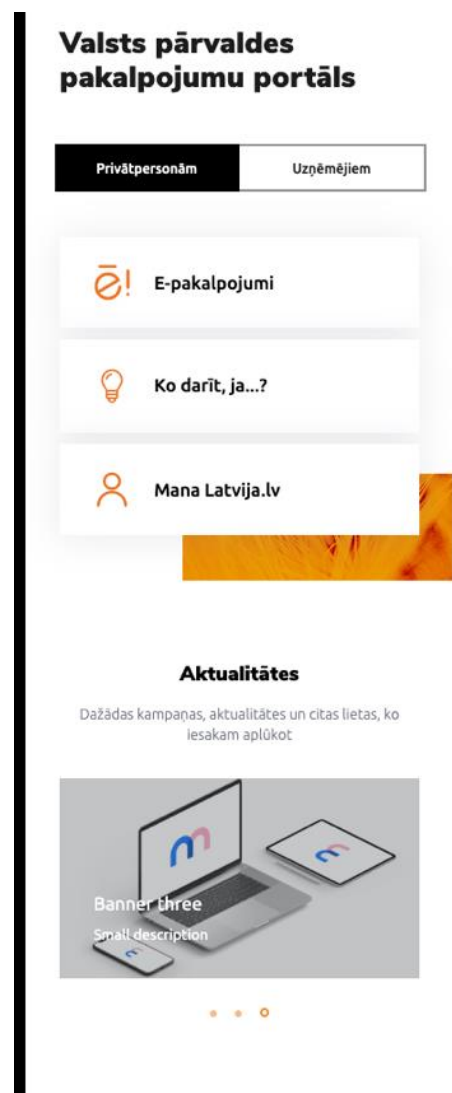 Valsts pārvaldes
pakalpojumu portāls
Privātpersonām
Uzņēmējiem
ē! E-pakalpojumi
Ko darīt, ja...?
Mana Latvija.lv
Aktualitātes
Dažādas kampaņas, aktualitātes un citas lietas, ko
iesakam aplūkot
Banner three
Small description